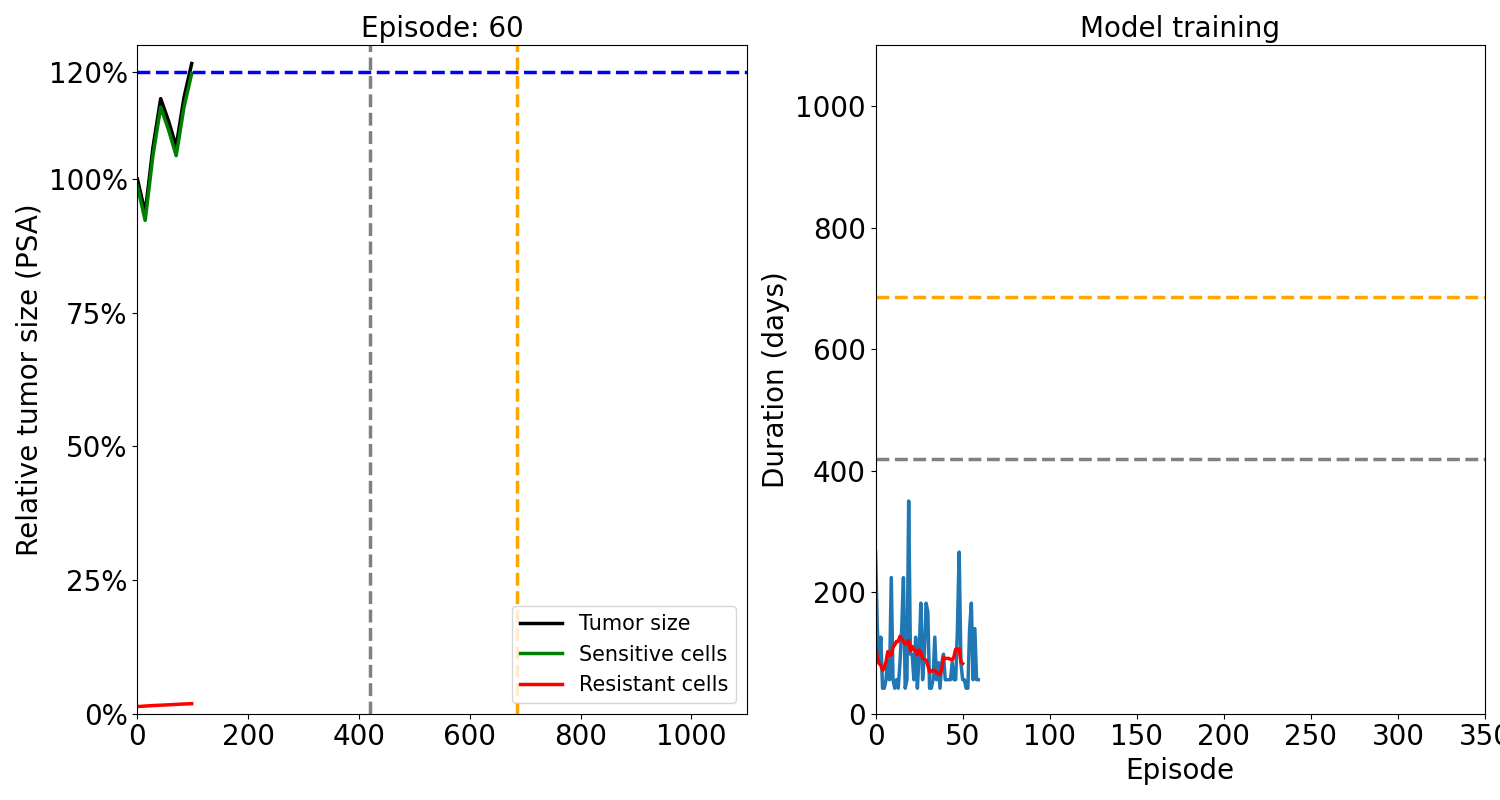 Episode: 60
Relative tumor size (PSA)
120%
100%
75%
50%
25%
0%
0 200 400 600 800 1000
Tumor size
Sensitive cells
Resistant cells
Model training
Duration (days)
1000
800
600
400
200
0
0 50 100 150 200 250 300 350
Episode